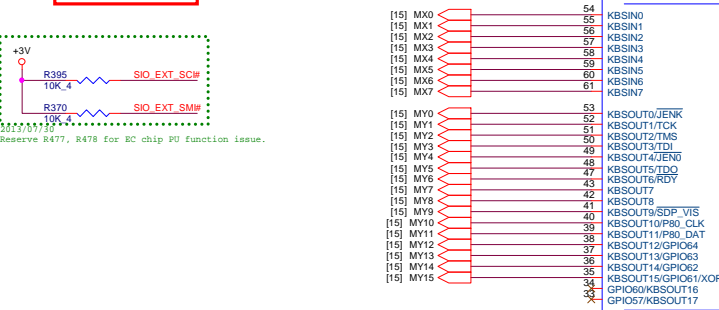 +3V
R395
10K_4
SIO_EXT_SCI#
R370
10K_4
SIO_EXT_SMI#
2013/07/30
Reserve R477, R478 for EC chip PU function issue.
[15] MX0 54 KBSIN0
[15] MX1 55 KBSIN1
[15] MX2 56 KBSIN2
[15] MX3 57 KBSIN3
[15] MX4 58 KBSIN4
[15] MX5 59 KBSIN5
[15] MX6 60 KBSIN6
[15] MX7 61 KBSIN7
[15] MY0 53 KBSOUT0/JENK
[15] MY1 52 KBSOUT1/TCK
[15] MY2 51 KBSOUT2/TMS
[15] MY3 50 KBSOUT3/TDI
[15] MY4 49 KBSOUT4/JEN0
[15] MY5 48 KBSOUT5/TDO
[15] MY6 47 KBSOUT6/RDY
[15] MY7 43 KBSOUT7
[15] MY8 42 KBSOUT8
[15] MY9 41 KBSOUT9/SDP_VIS
[15] MY10 40 KBSOUT10/P80_CLK
[15] MY11 39 KBSOUT11/P80_DAT
[15] MY12 38 KBSOUT12/GPIO64
[15] MY13 37 KBSOUT13/GPIO63
[15] MY14 36 KBSOUT14/GPIO62
[15] MY15 35 KBSOUT15/GPIO61/XOR
34 GPIO60/KBSOUT16
33 GPIO57/KBSOUT17